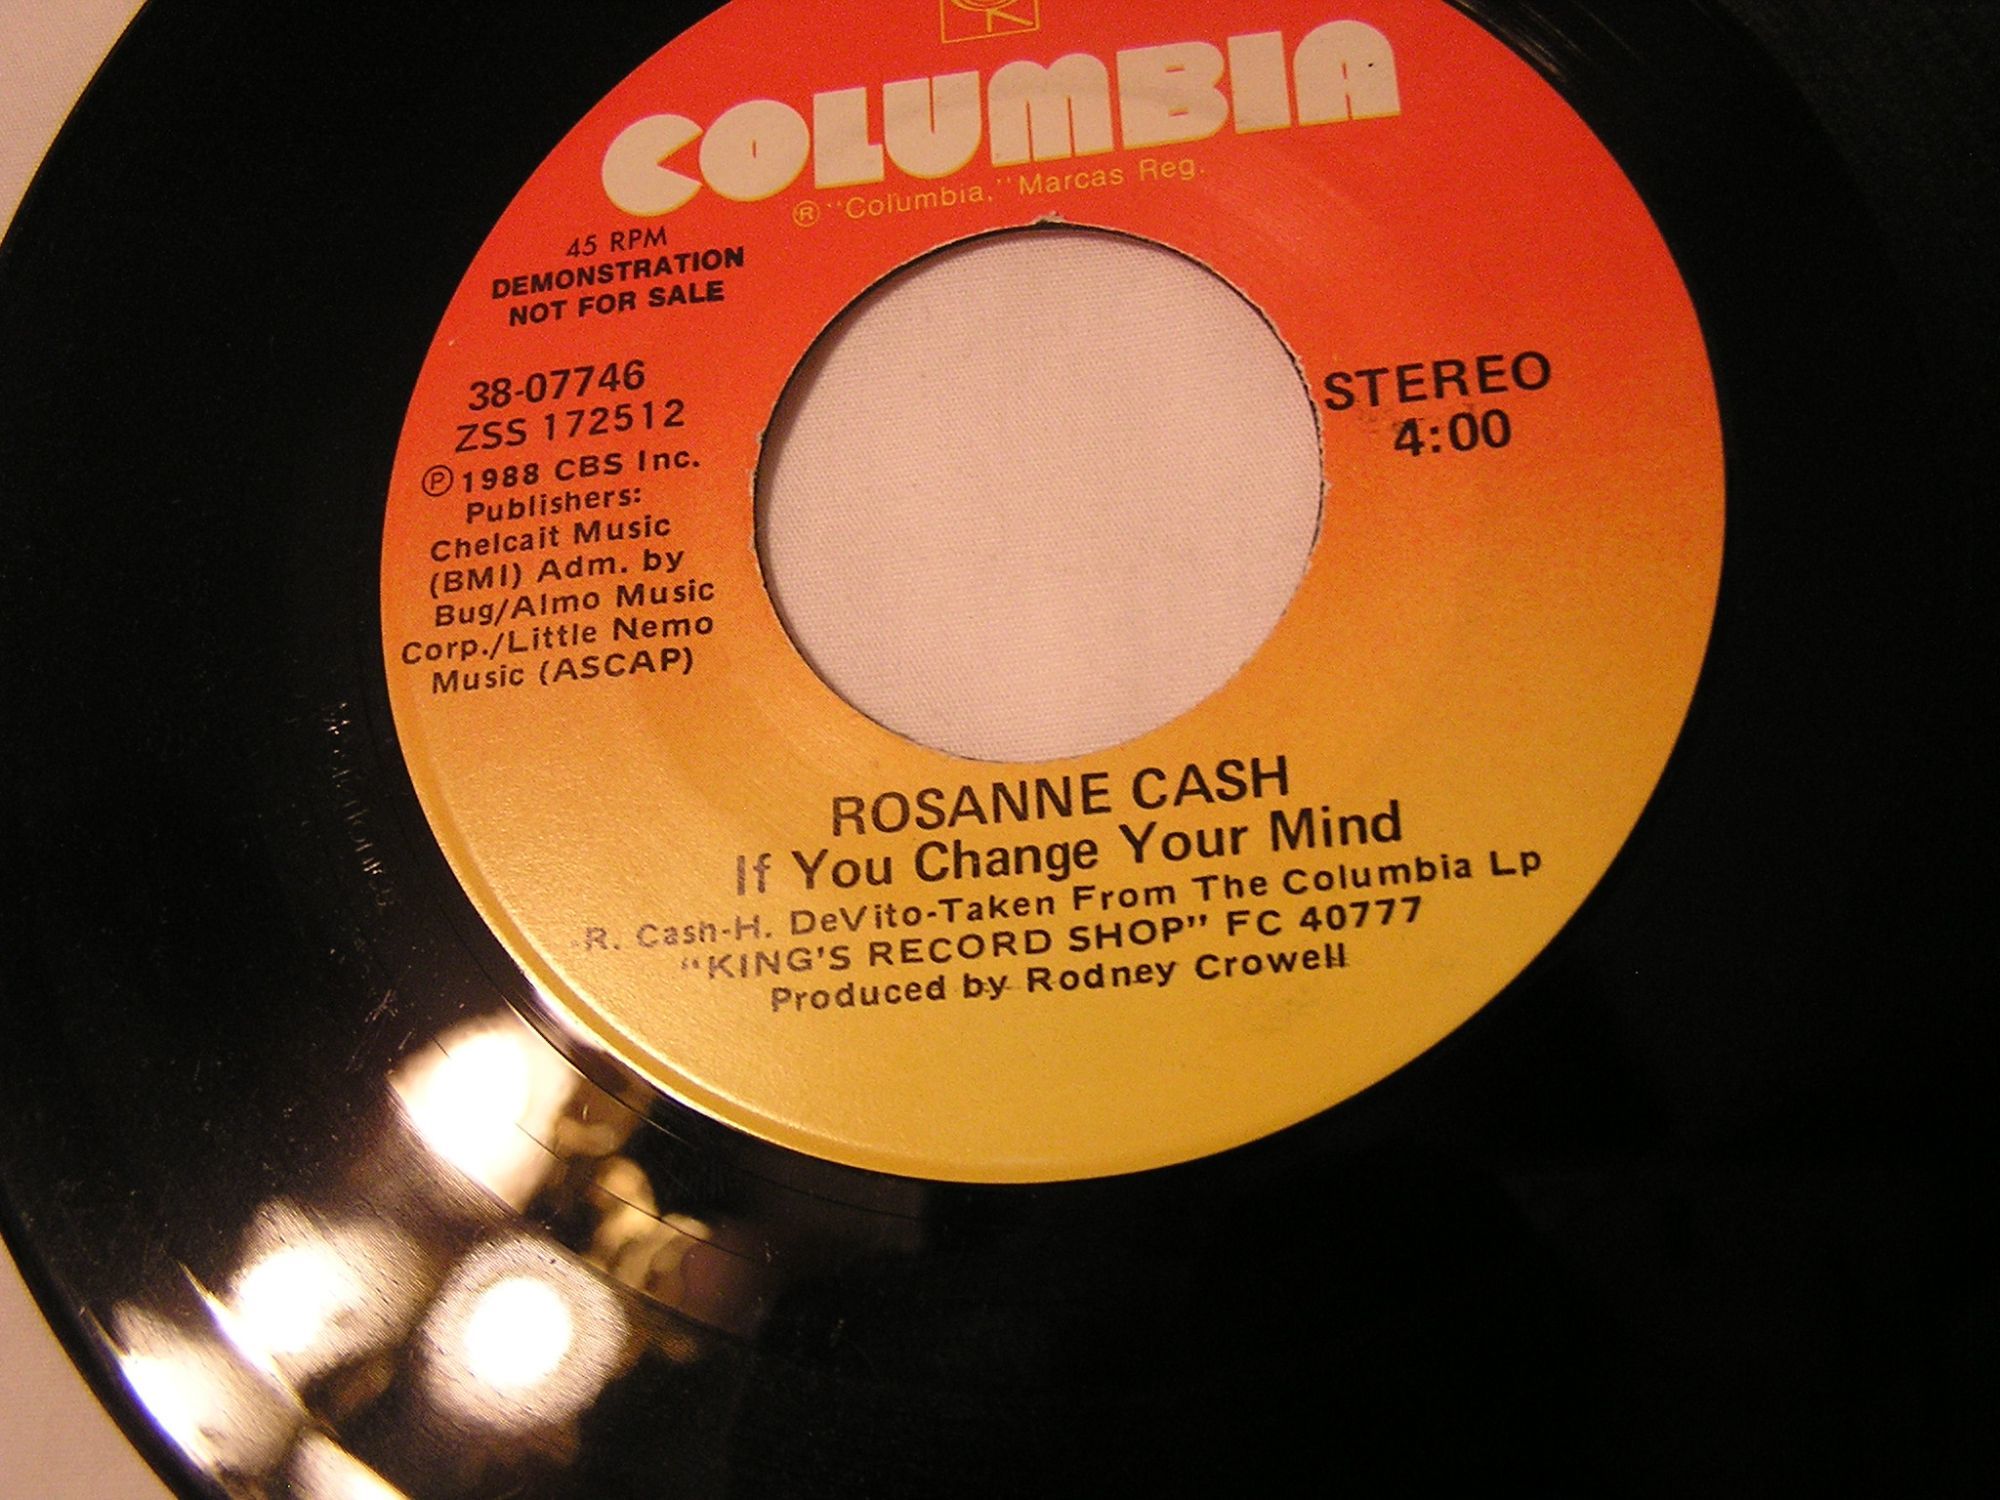 COLUMBIA
® "Columbia," Marcas Reg.
45 RPM
DEMONSTRATION
NOT FOR SALE
38-07746
ZSS 172512
℗ 1988 CBS Inc.
Publishers:
Chelcait Music
(BMI) Adm. by
Bug/Almo Music
Corp./Little Nemo
Music (ASCAP)
STEREO
4:00
ROSANNE CASH
If You Change Your Mind
-R. Cash-H. DeVito-Taken From The Columbia Lp
"KING'S RECORD SHOP" FC 40777
Produced by Rodney Crowell